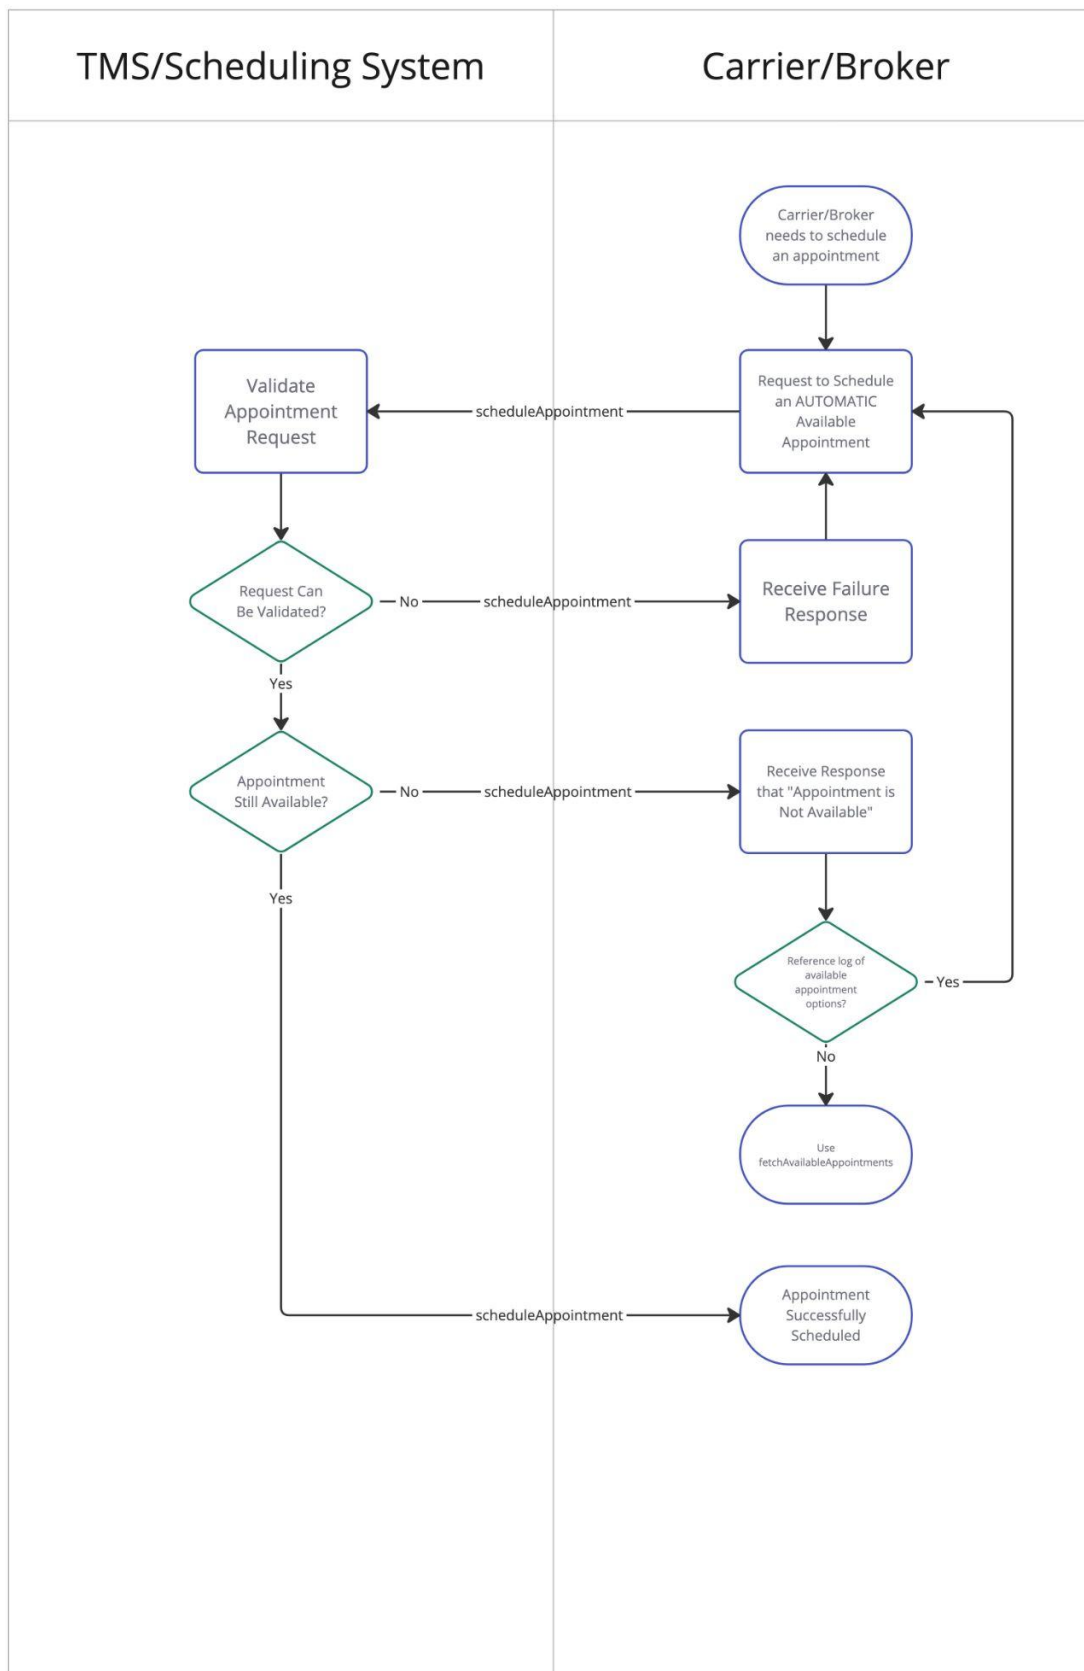 TMS/Scheduling System
Carrier/Broker
Carrier/Broker
needs to schedule
an appointment
Validate
Appointment
Request
scheduleAppointment
Request to Schedule
an AUTOMATIC
Available
Appointment
Request Can
Be Validated?
No
scheduleAppointment
Receive Failure
Response
Yes
Appointment
Still Available?
No
scheduleAppointment
Receive Response
that "Appointment is
Not Available"
Yes
Reference log of
available
appointment
options?
Yes
No
Use
fetchAvailableAppointments
scheduleAppointment
Appointment
Successfully
Scheduled